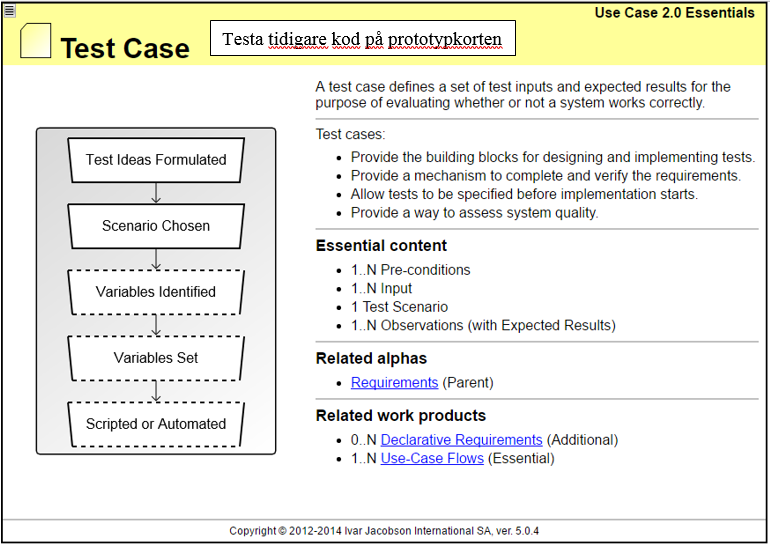 Use Case 2.0 Essentials
Test Case
Testa tidigare kod på prototypkorten
A test case defines a set of test inputs and expected results for the
purpose of evaluating whether or not a system works correctly.
Test cases:
• Provide the building blocks for designing and implementing tests.
• Provide a mechanism to complete and verify the requirements.
• Allow tests to be specified before implementation starts.
• Provide a way to assess system quality.
Test Ideas Formulated
Scenario Chosen
Variables Identified
Variables Set
Scripted or Automated
Essential content
• 1..N Pre-conditions
• 1..N Input
• 1 Test Scenario
• 1..N Observations (with Expected Results)
Related alphas
• Requirements (Parent)
Related work products
• 0..N Declarative Requirements (Additional)
• 1..N Use-Case Flows (Essential)
Copyright © 2012-2014 Ivar Jacobson International SA, ver. 5.0.4